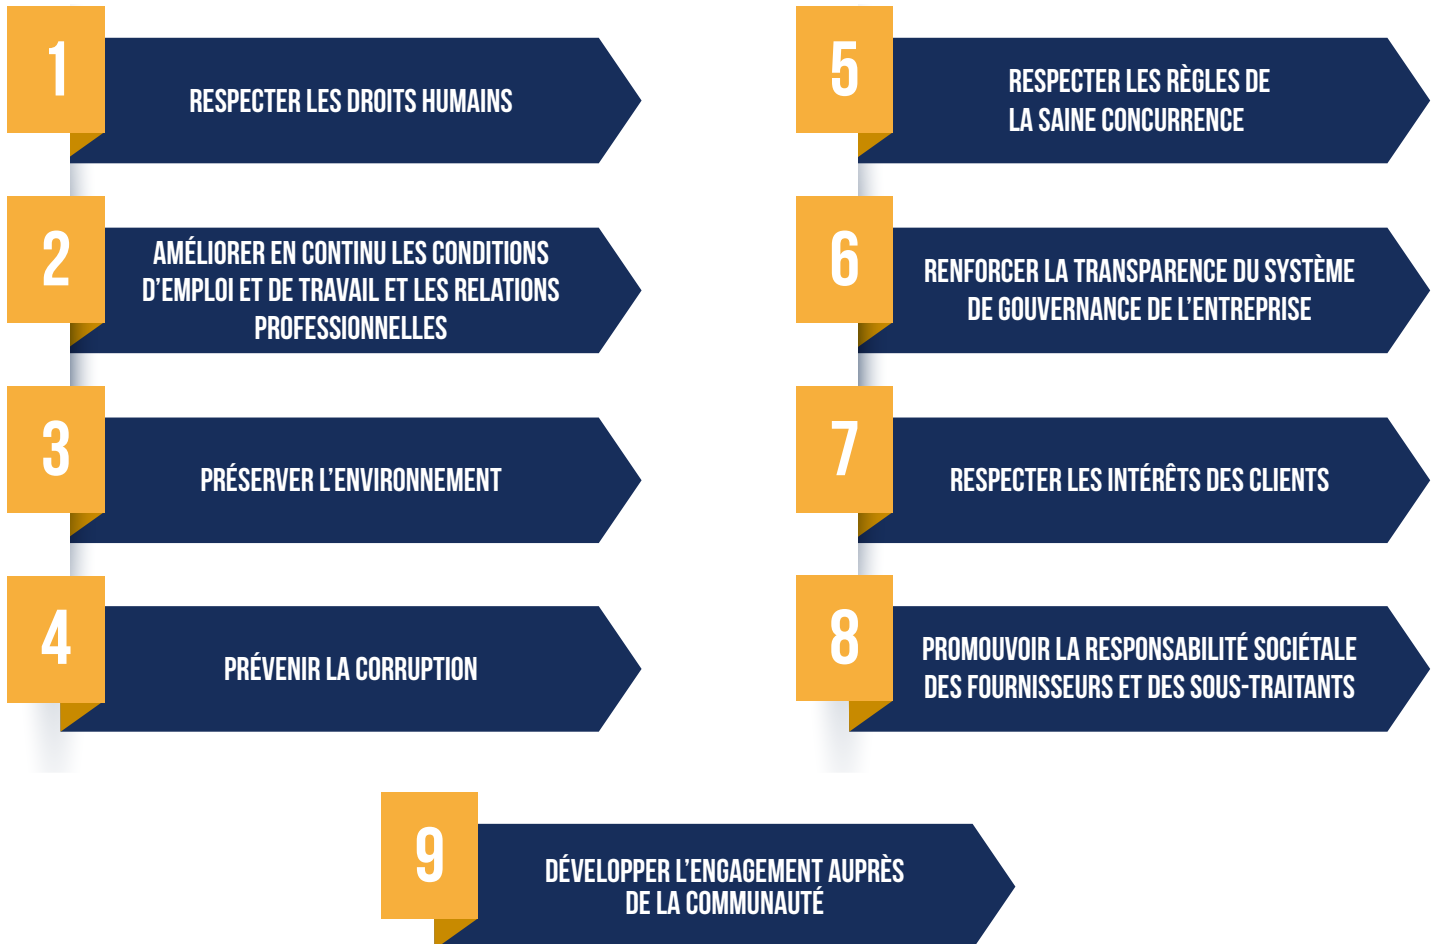 1
RESPECTER LES DROITS HUMAINS
2
AMÉLIORER EN CONTINU LES CONDITIONS
D’EMPLOI ET DE TRAVAIL ET LES RELATIONS
PROFESSIONNELLES
3
PRÉSERVER L’ENVIRONNEMENT
4
PRÉVENIR LA CORRUPTION
5
RESPECTER LES RÈGLES DE
LA SAINE CONCURRENCE
6
RENFORCER LA TRANSPARENCE DU SYSTÈME
DE GOUVERNANCE DE L’ENTREPRISE
7
RESPECTER LES INTÉRÊTS DES CLIENTS
8
PROMOUVOIR LA RESPONSABILITÉ SOCIÉTALE
DES FOURNISSEURS ET DES SOUS-TRAITANTS
9
DÉVELOPPER L’ENGAGEMENT AUPRÈS
DE LA COMMUNAUTÉ